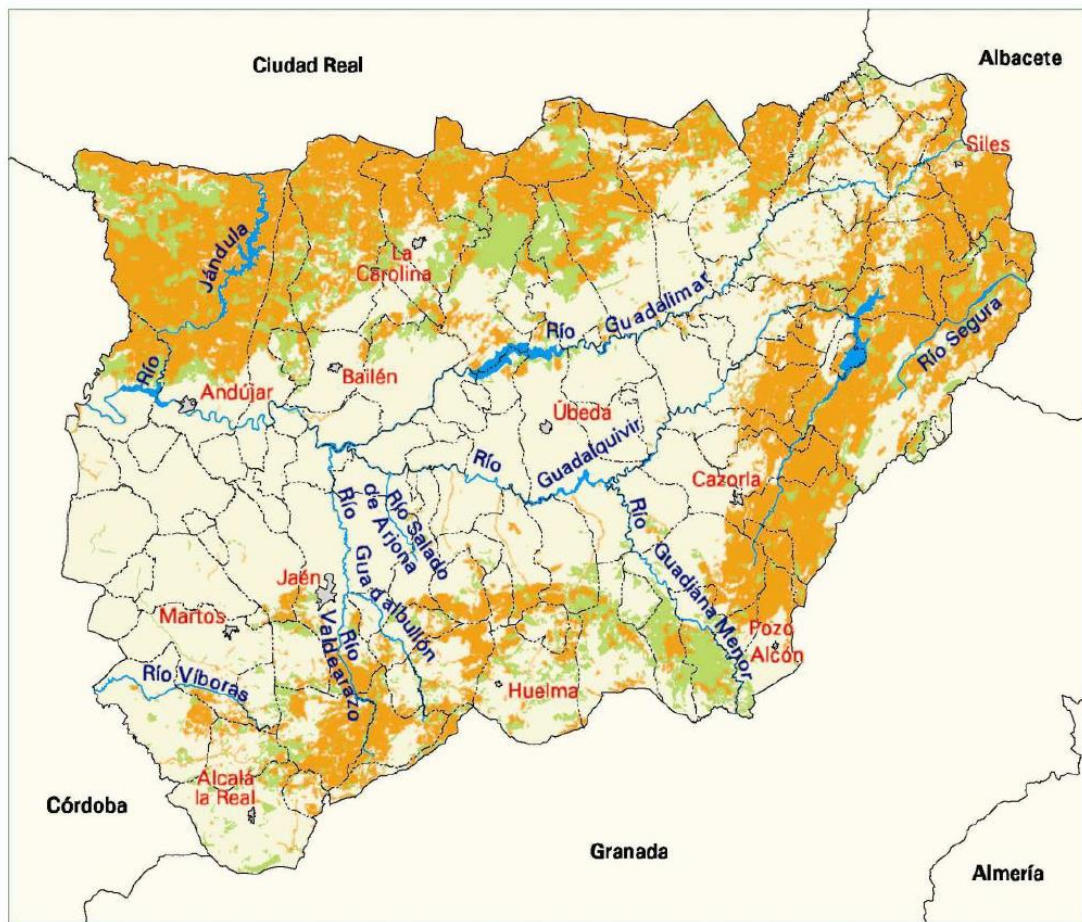 Ciudad Real
Albacete
Siles
Jándula
La
Carolina
Río
Guadalimar
Río Segura
Río
Andújar
Bailén
Úbeda
Río
Guadalquivir
Cazorla
Río Salado
de Arjona
Río
Guadalbullón
Río
Guadiana Menor
Jaén
Martos
Río
Valdearazo
Pozo
Alcón
Río Víboras
Huelma
Alcalá
la Real
Córdoba
Granada
Almería